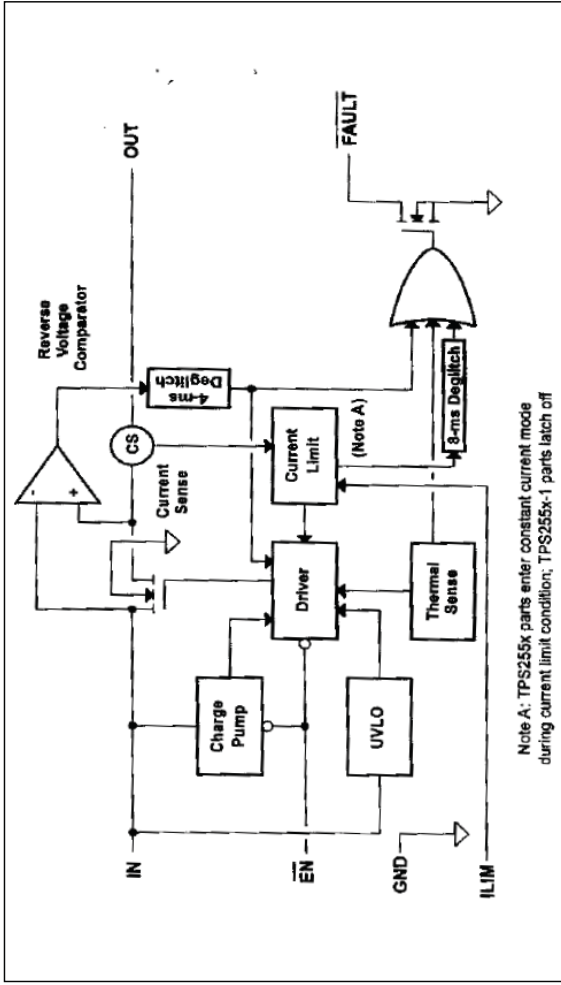 Reverse
Voltage
Comparator
-
+
IN
CS
OUT
4-ms
Deglitch
Current
Sense
Charge
Pump
Driver
Current
Limit
(Note A)
FAULT
EN
UVLO
Thermal
Sense
8-ms Deglitch
GND
ILIM
Note A: TPS255x parts enter constant current mode
during current limit condition; TPS255x-1 parts latch off